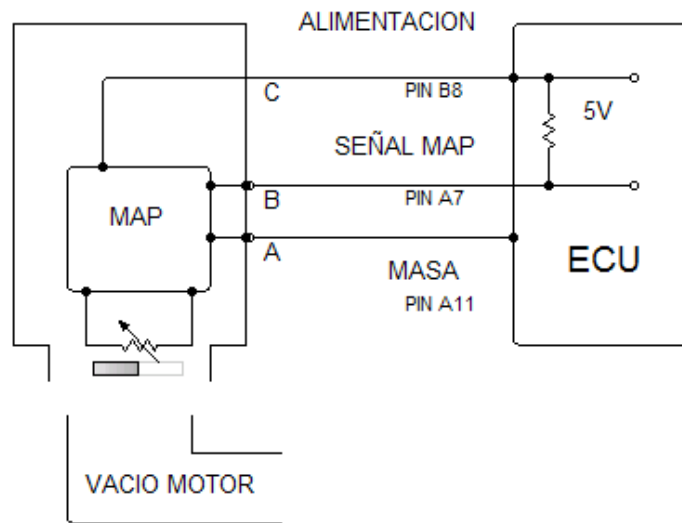 ALIMENTACION
C
PIN B8
5V
SEÑAL MAP
MAP
B
PIN A7
A
ECU
MASA
PIN A11
VACIO MOTOR